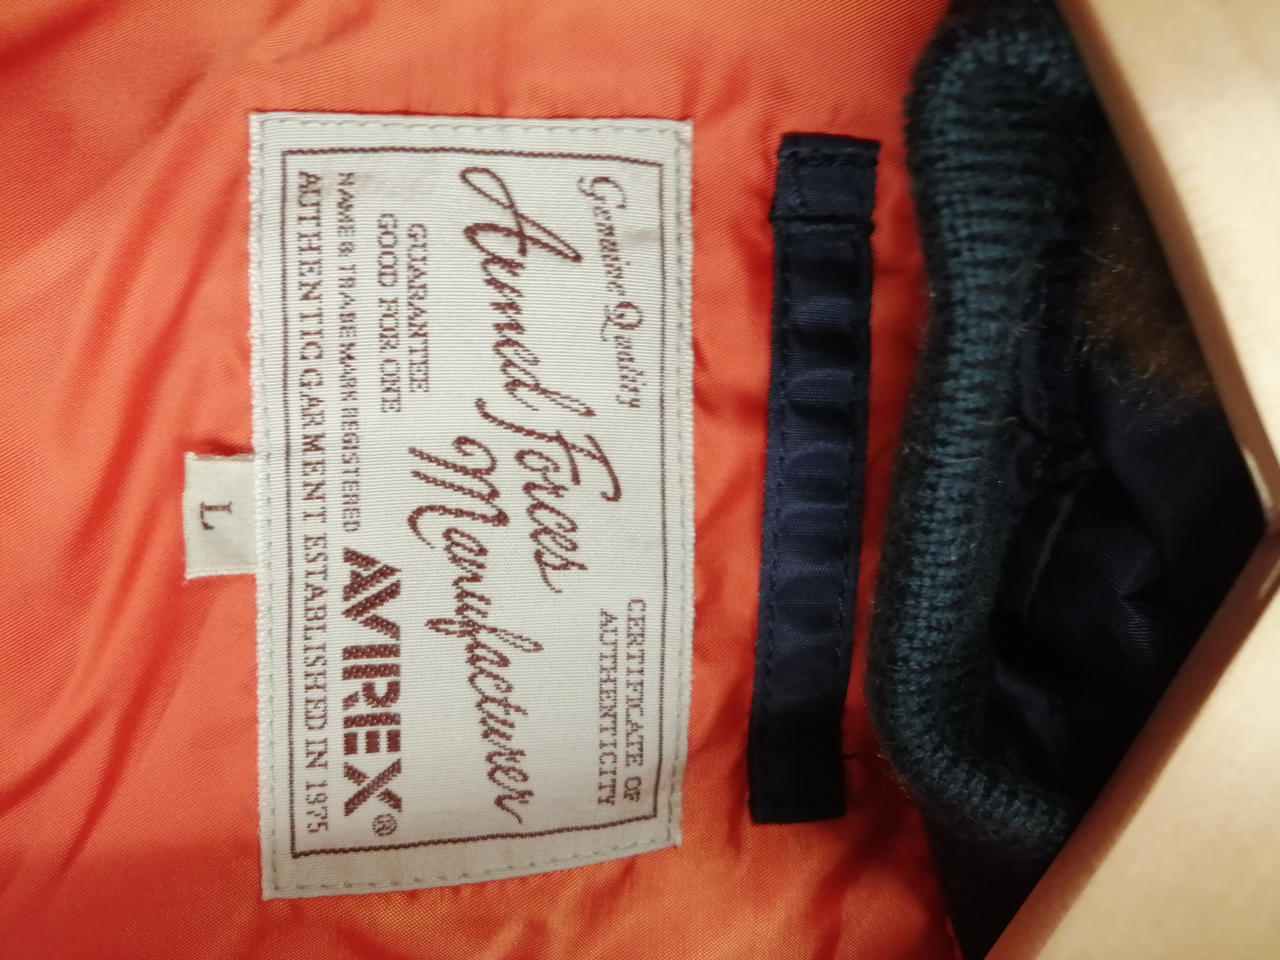 Genuine Quality
CERTIFICATE OF
AUTHENTICITY
Armed Forces
Manufacturer
GUARANTEE
GOOD FOR ONE
NAME & TRADE MARK REGISTERED
AVIREX®
AUTHENTIC GARMENT ESTABLISHED IN 1975
L